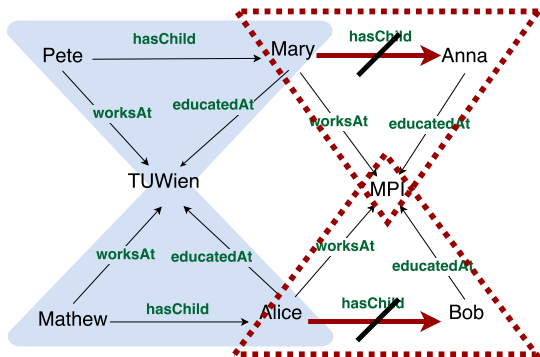 hasChild
hasChild
Pete
Mary
Anna
worksAt
educatedAt
worksAt
educatedAt
TUWien
MPI
worksAt
educatedAt
worksAt
educatedAt
hasChild
hasChild
Mathew
Alice
Bob